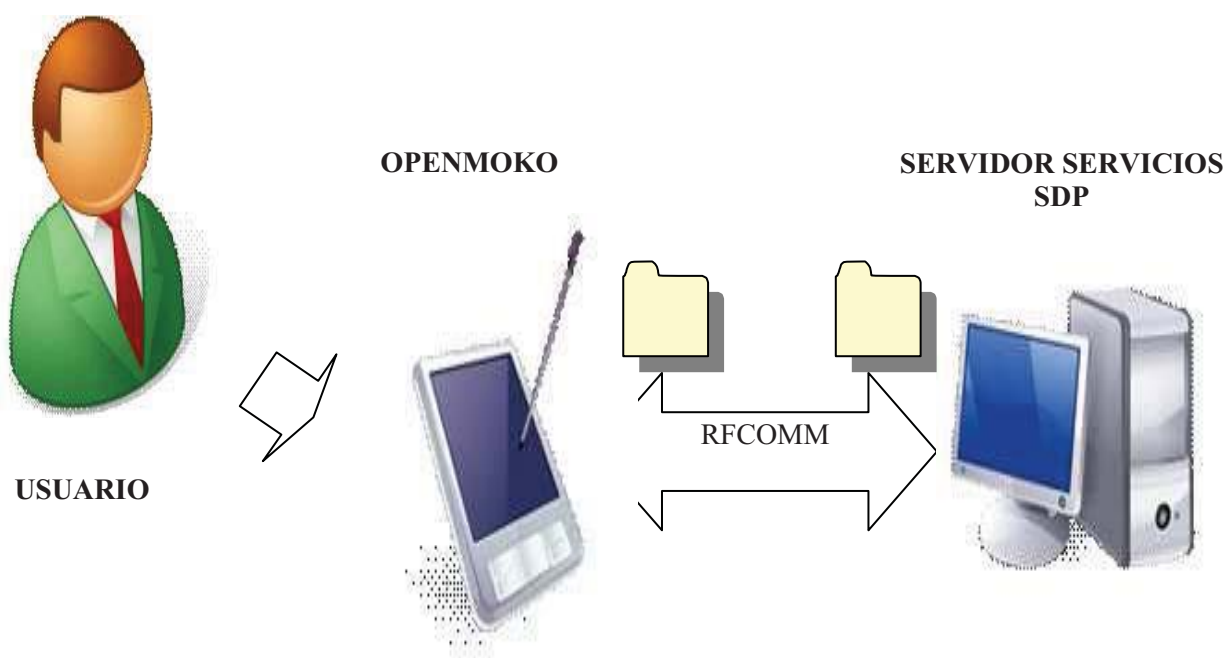 OPENMOKO
SERVIDOR SERVICIOS
SDP
RFCOMM
USUARIO